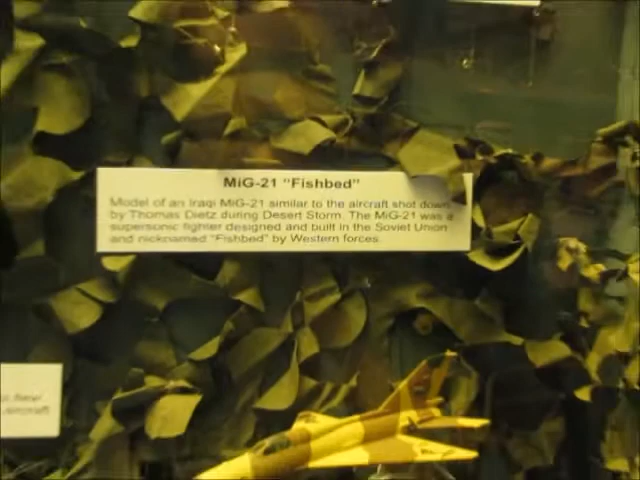 MiG-21 "Fishbed"
Model of an Iraqi MiG-21 similar to the aircraft shot down
by Thomas Dietz during Desert Storm. The MiG-21 was a
supersonic fighter designed and built in the Soviet Union
and nicknamed "Fishbed" by Western forces.
aircraft